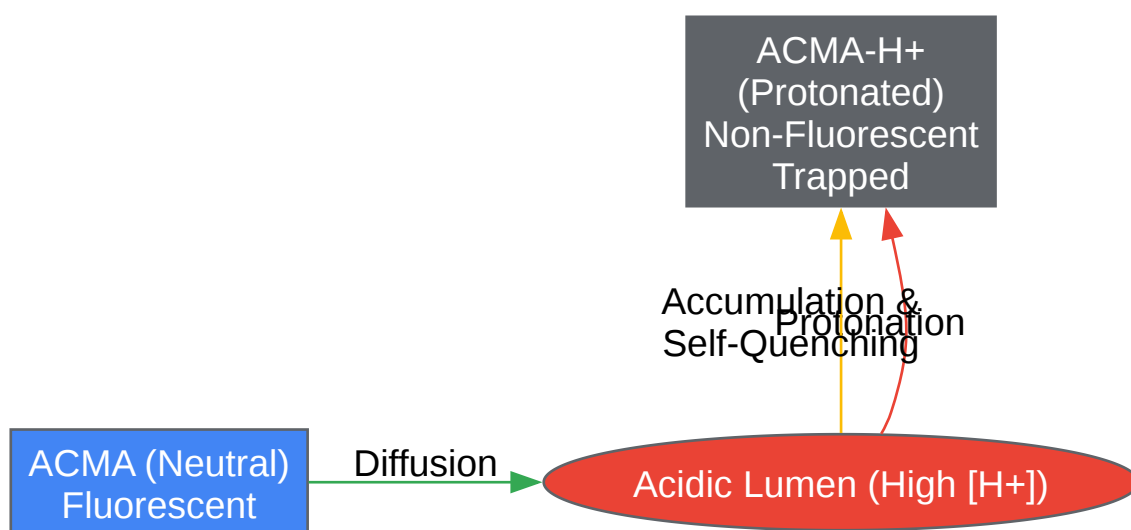 ACMA-H+
(Protonated)
Non-Fluorescent
Trapped
Accumulation &
Self-Quenching
Protonation
ACMA (Neutral)
Fluorescent
Diffusion
Acidic Lumen (High [H+])